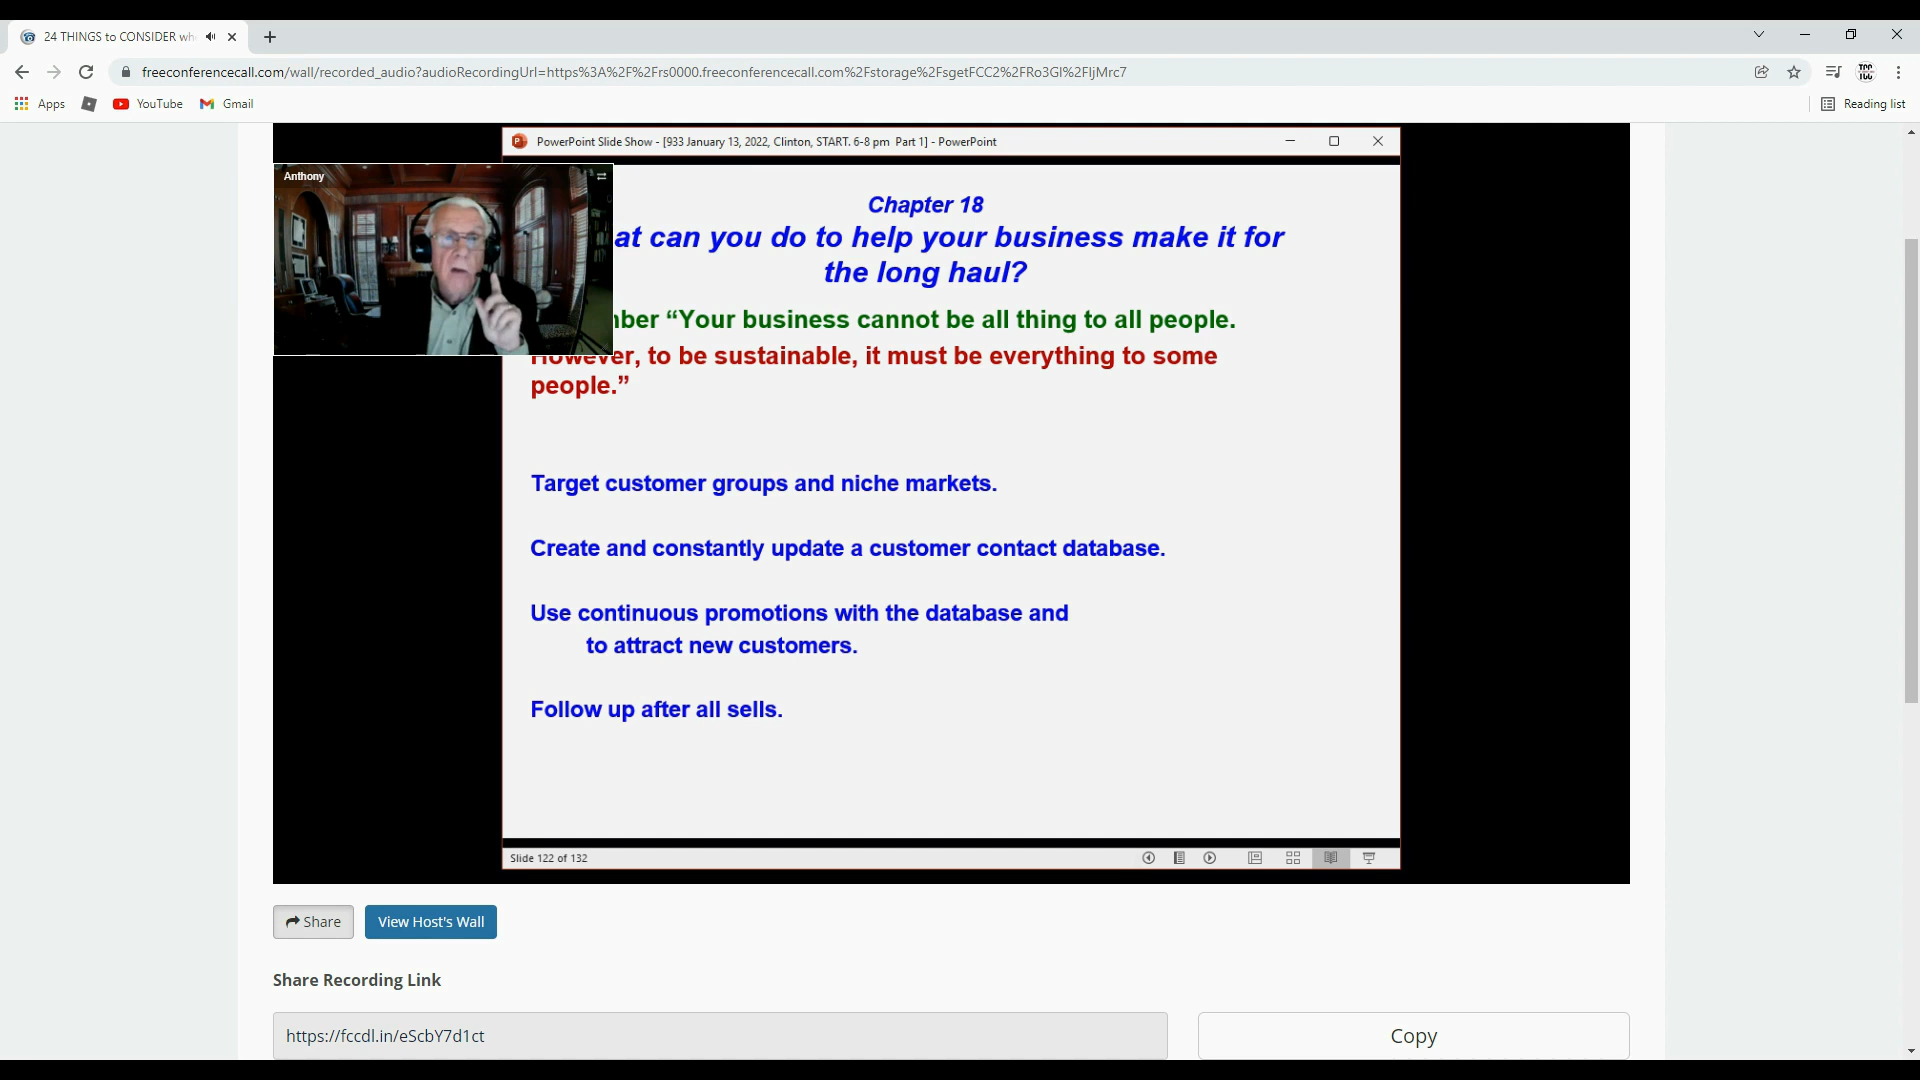 24 THINGS to CONSIDER wh
freeconferencecall.com/wall/recorded_audio?audioRecordingUrl=https%3A%2F%2Frs0000.freeconferencecall.com%2Fstorage%2FsgetFCC2%2FRo3GI%2FIjMrc7
Apps YouTube Gmail Reading list
PowerPoint Slide Show - [933 January 13, 2022, Clinton, START. 6-8 pm Part 1] - PowerPoint
Anthony
Chapter 18
at can you do to help your business make it for
the long haul?
ber “Your business cannot be all thing to all people.
However, to be sustainable, it must be everything to some
people.”
Target customer groups and niche markets.
Create and constantly update a customer contact database.
Use continuous promotions with the database and
to attract new customers.
Follow up after all sells.
Slide 122 of 132
Share View Host's Wall
Share Recording Link
https://fccdl.in/eScbY7d1ct
Copy